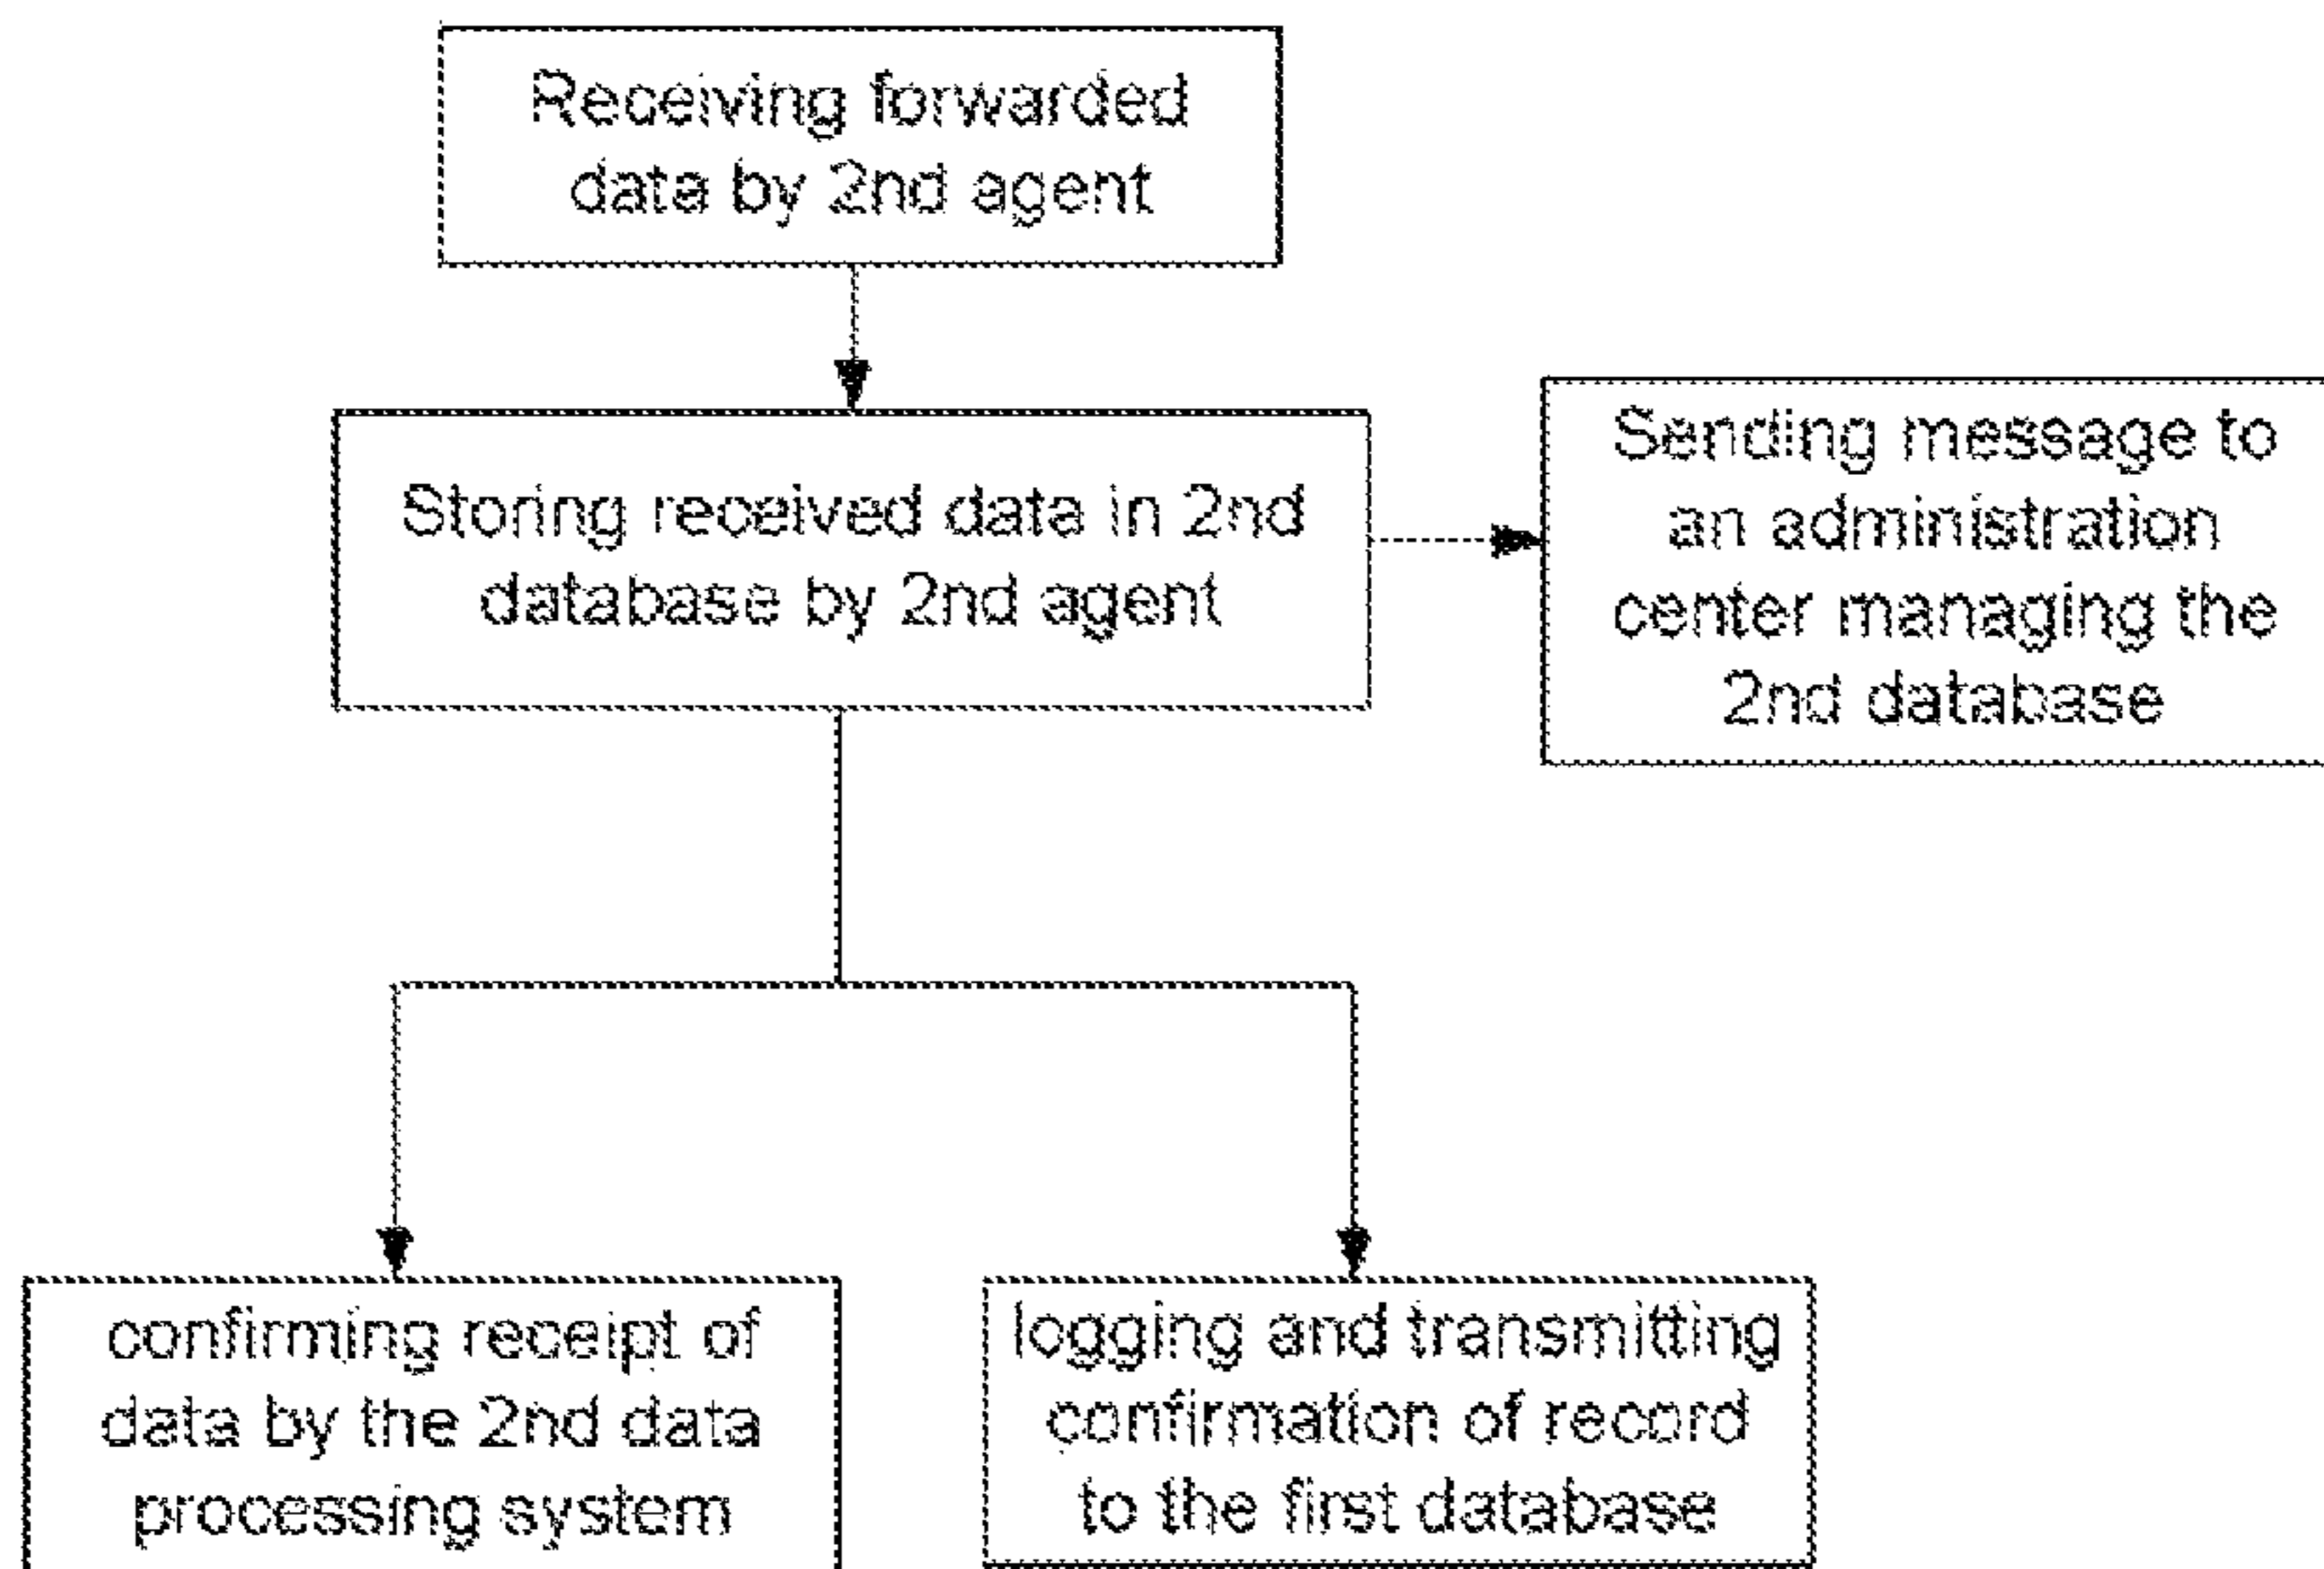 Receiving forwarded
data by 2nd agent
Storing received data in 2nd
database by 2nd agent
Sending message to
an administration
center managing the
2nd database
confirming receipt of
data by the 2nd data
processing system
logging and transmitting
confirmation of record
to the first database